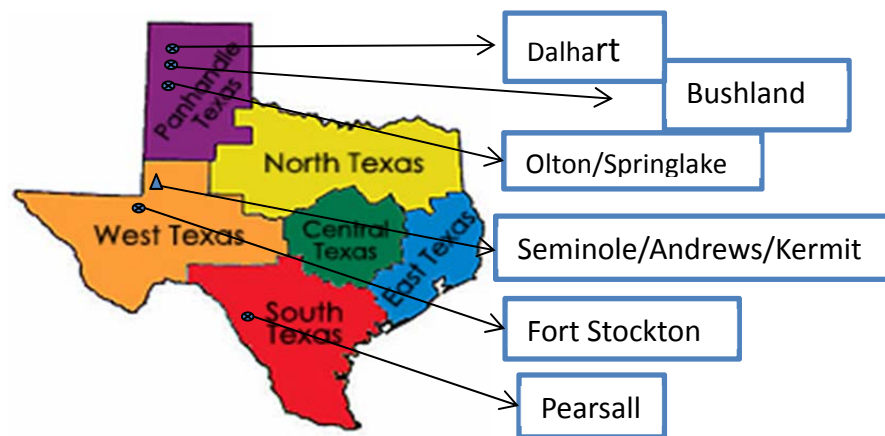 Dalhart
Bushland
Panhandle
Texas
Olton/Springlake
North Texas
Seminole/Andrews/Kermit
West Texas
Central
Texas
East Texas
South
Texas
Fort Stockton
Pearsall